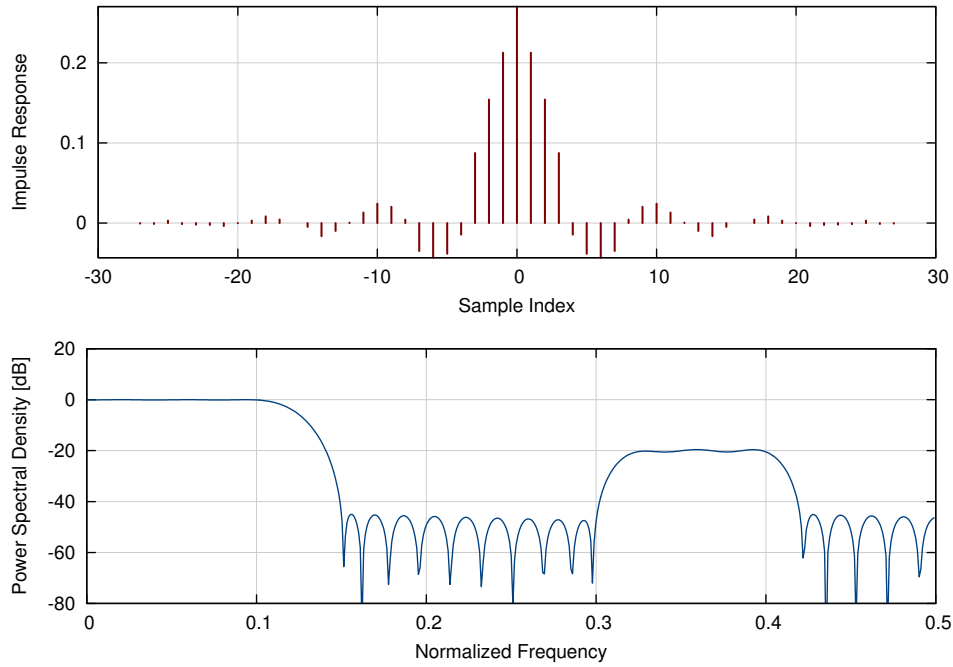 0.2
0.1
0
Impulse Response
-30 -20 -10 0 10 20 30
Sample Index
20
0
-20
-40
-60
-80
Power Spectral Density [dB]
0 0.1 0.2 0.3 0.4 0.5
Normalized Frequency